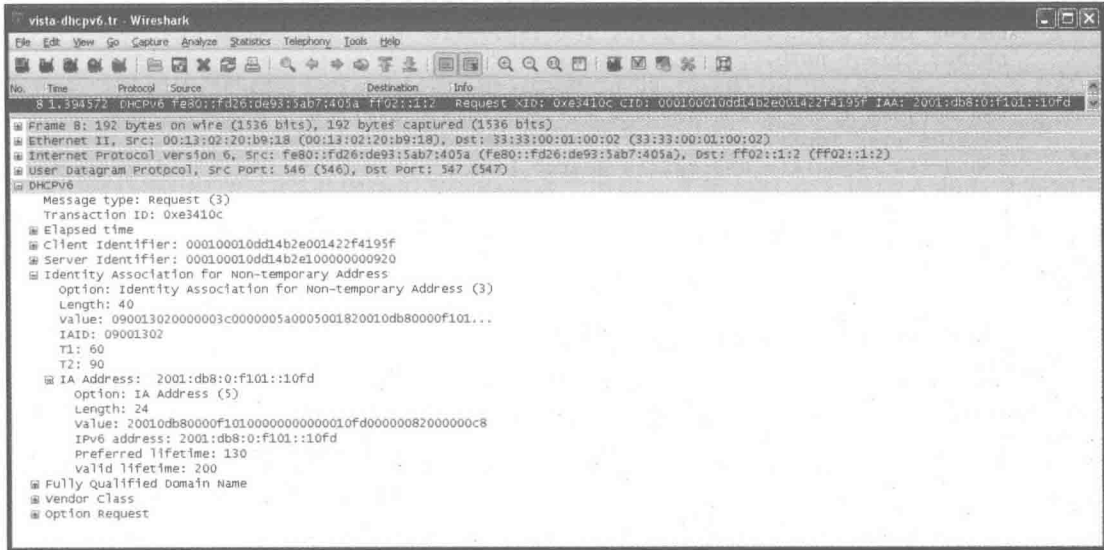 vista-dhcpv6.tr - Wireshark
File Edit View Go Capture Analyze Statistics Telephony Tools Help
No. Time Protocol Source Destination Info
8 1.394572 DHCPv6 fe80::fd26:de93:5ab7:405a ff02::1:2 Request XID: 0xe3410c CID: 000100010dd14b2e001422f4195f IAA: 2001:db8:0:f101::10fd
Frame 8: 192 bytes on wire (1536 bits), 192 bytes captured (1536 bits)
Ethernet II, Src: 00:13:02:20:b9:18 (00:13:02:20:b9:18), Dst: 33:33:00:01:00:02 (33:33:00:01:00:02)
Internet Protocol Version 6, Src: fe80::fd26:de93:5ab7:405a (fe80::fd26:de93:5ab7:405a), Dst: ff02::1:2 (ff02::1:2)
User Datagram Protocol, Src Port: 546 (546), Dst Port: 547 (547)
DHCPv6
Message type: Request (3)
Transaction ID: 0xe3410c
Elapsed time
Client Identifier: 000100010dd14b2e001422f4195f
Server Identifier: 000100010dd14b2e100000000920
Identity Association for Non-temporary Address
Option: Identity Association for Non-temporary Address (3)
Length: 40
Value: 090013020000003c0000005a0005001820010db80000f101...
IAID: 09001302
T1: 60
T2: 90
IA Address: 2001:db8:0:f101::10fd
Option: IA Address (5)
Length: 24
Value: 20010db80000f10100000000000010fd00000082000000c8
IPv6 address: 2001:db8:0:f101::10fd
Preferred lifetime: 130
Valid lifetime: 200
Fully Qualified Domain Name
Vendor Class
Option Request